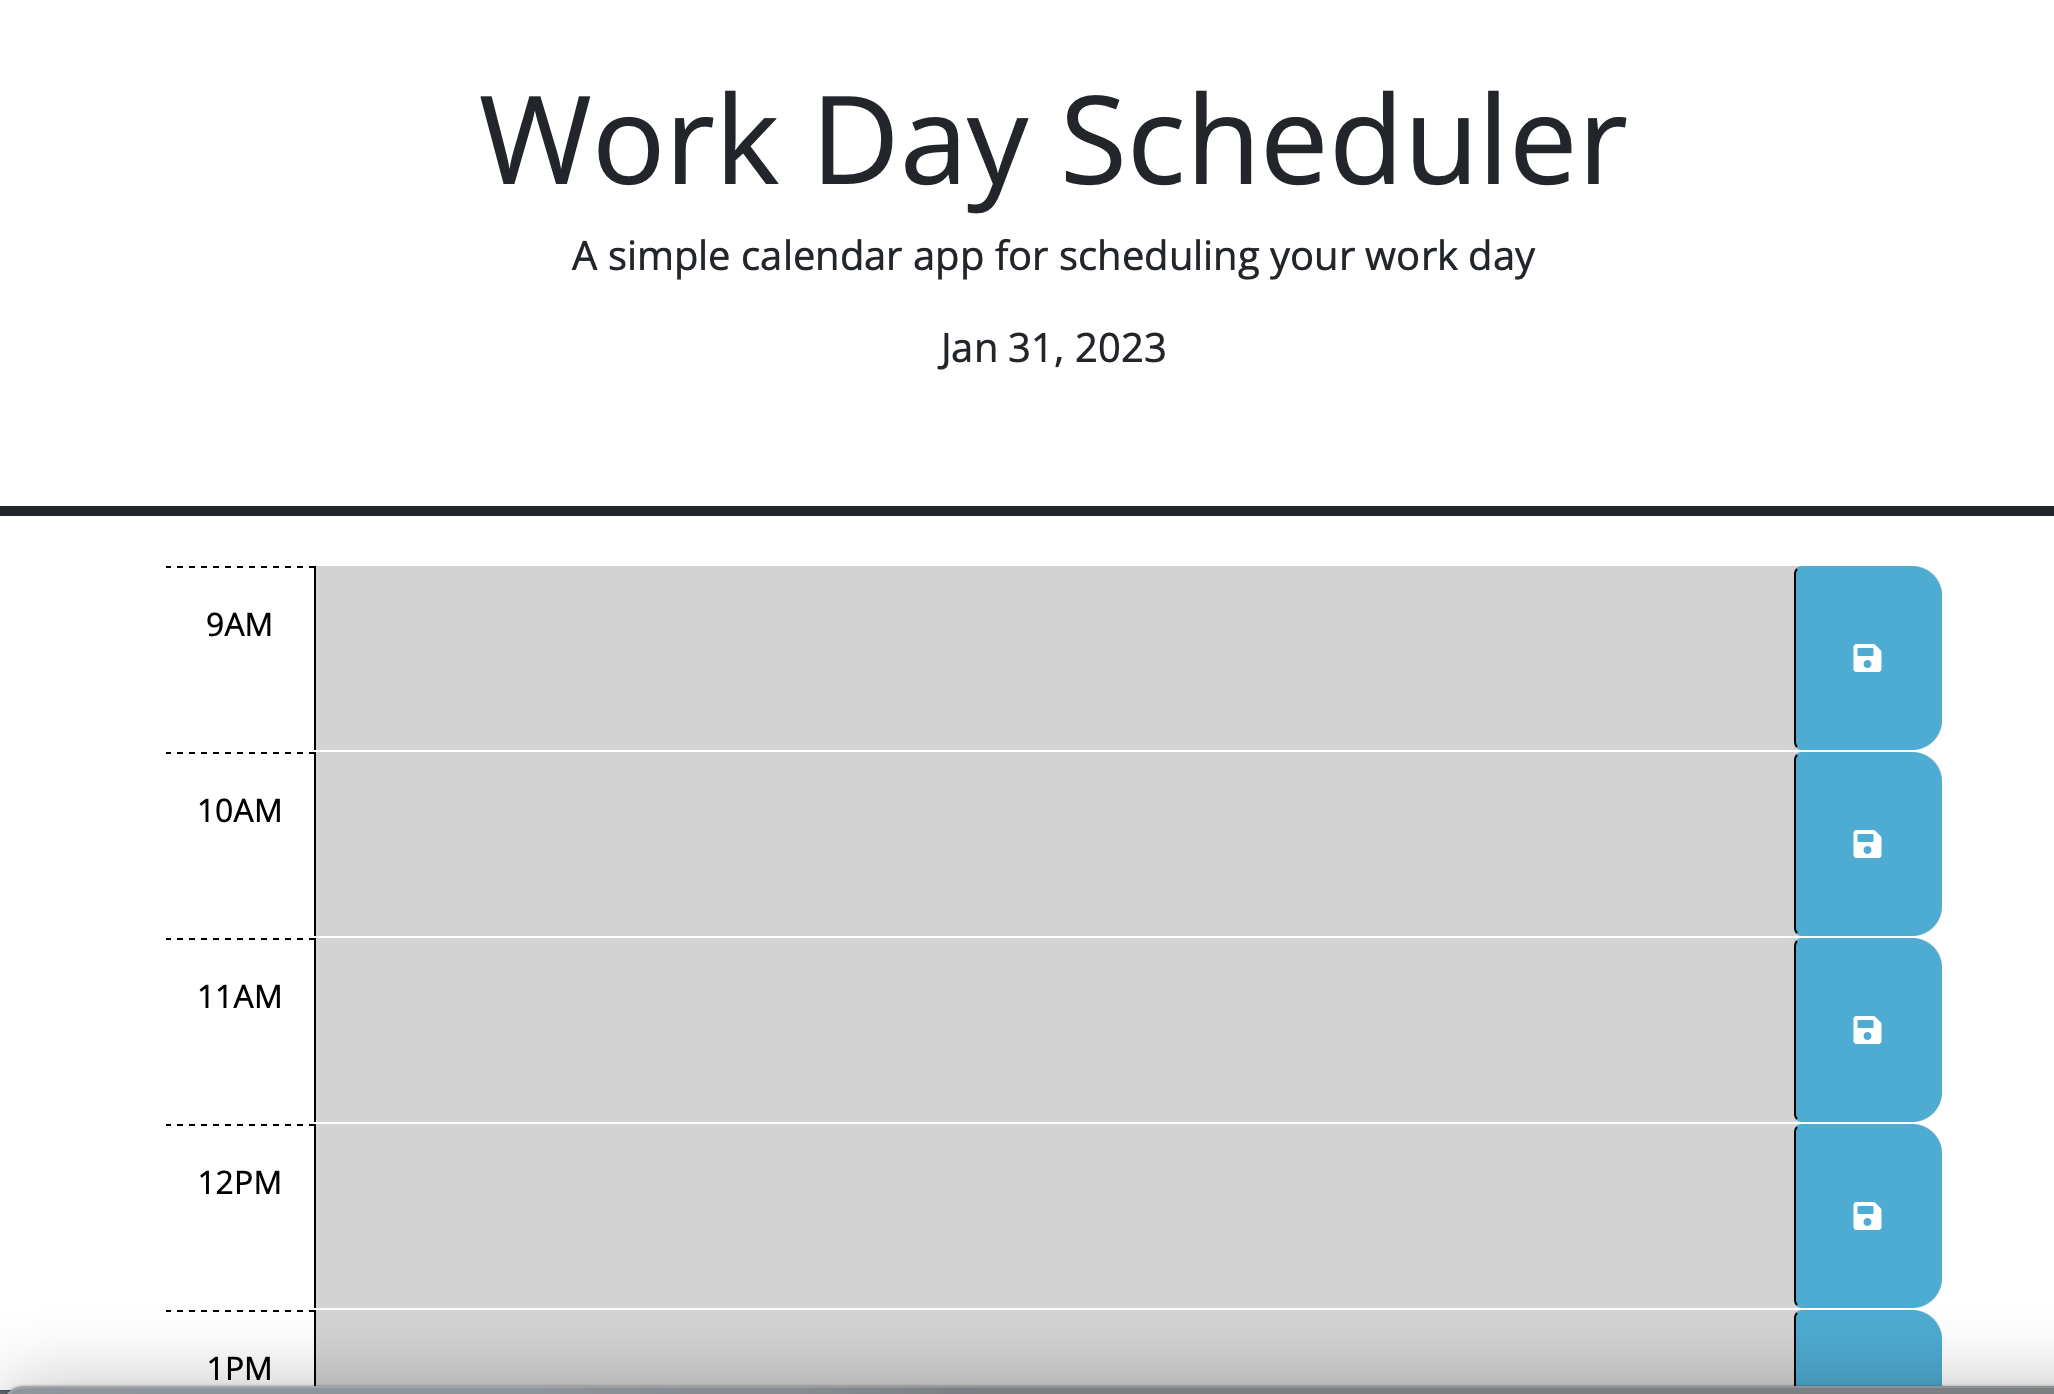 Work Day Scheduler
A simple calendar app for scheduling your work day
Jan 31, 2023
9AM
10AM
11AM
12PM
1PM